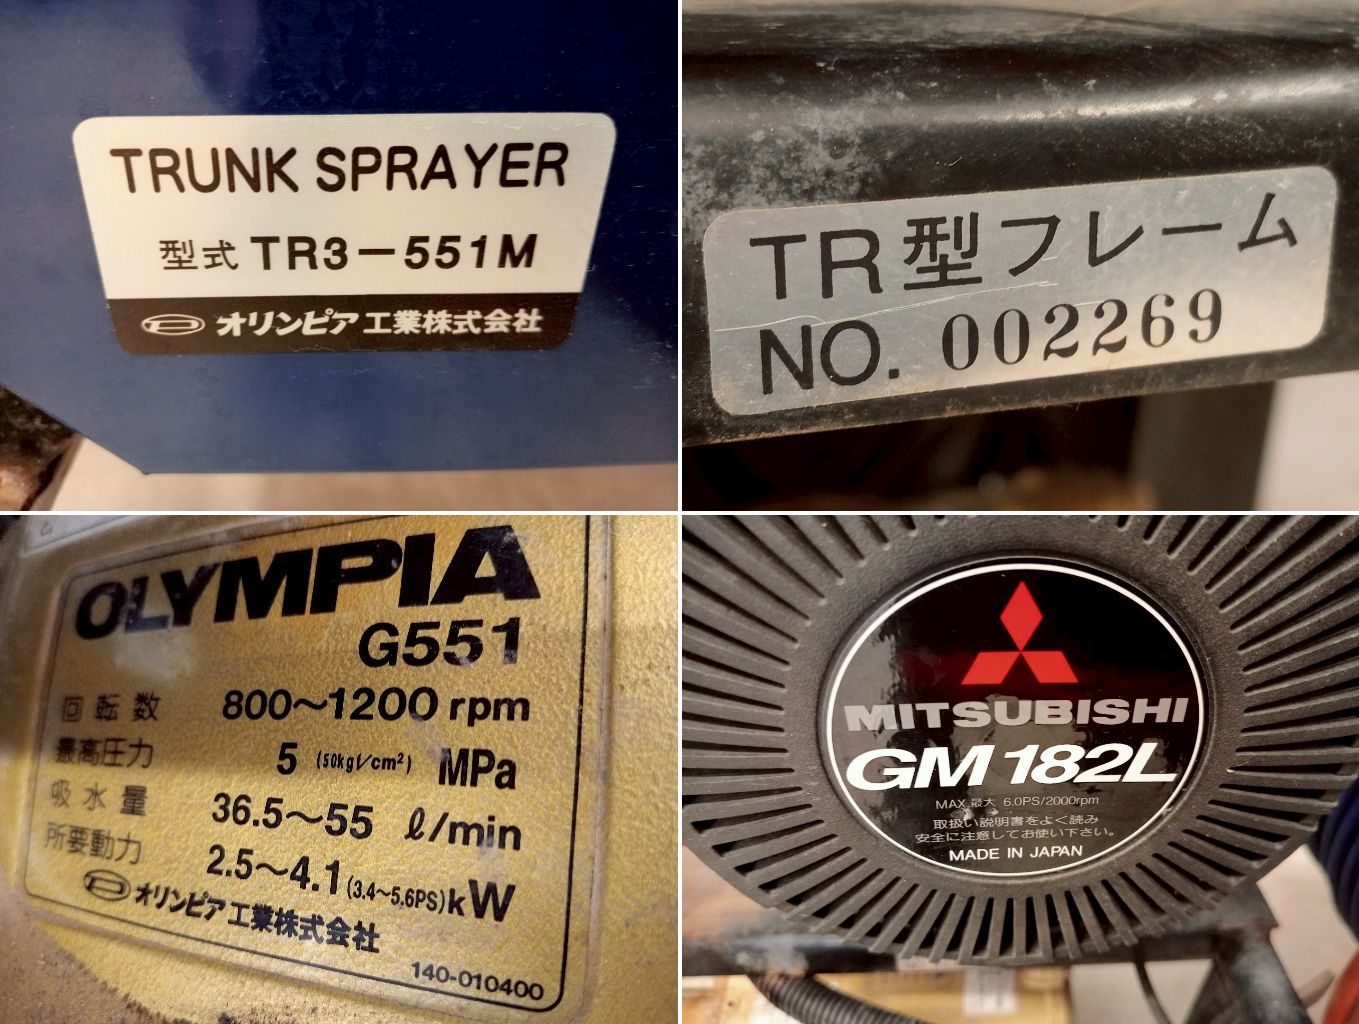 TRUNK SPRAYER
型式 TR3-551M
オリンピア工業株式会社
TR型フレーム
NO. 002269
OLYMPIA
G551
回転数 800~1200 rpm
最高圧力 5 (50kgf/cm²) MPa
吸水量 36.5~55 ℓ/min
所要動力 2.5~4.1 (3.4~5.6PS) kW
オリンピア工業株式会社
140-010400
MITSUBISHI
GM182L
MAX.最大 6.0PS/2000rpm
取扱い説明書をよく読み
安全に注意してお使い下さい。
MADE IN JAPAN